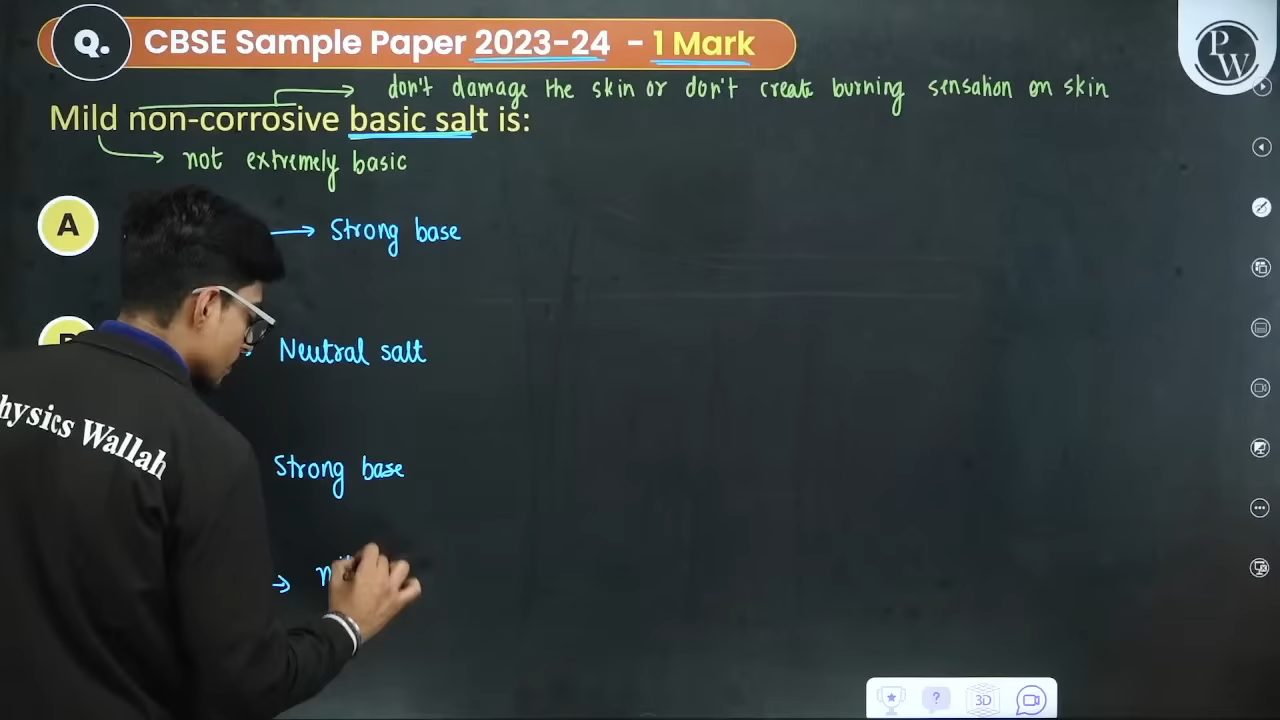 Q. CBSE Sample Paper 2023-24 - 1 Mark
PW
don't damage the skin or don't create burning sensation on skin
Mild non-corrosive basic salt is:
not extremely basic
A
Strong base
Neutral salt
Strong base
Physics Wallah
3D